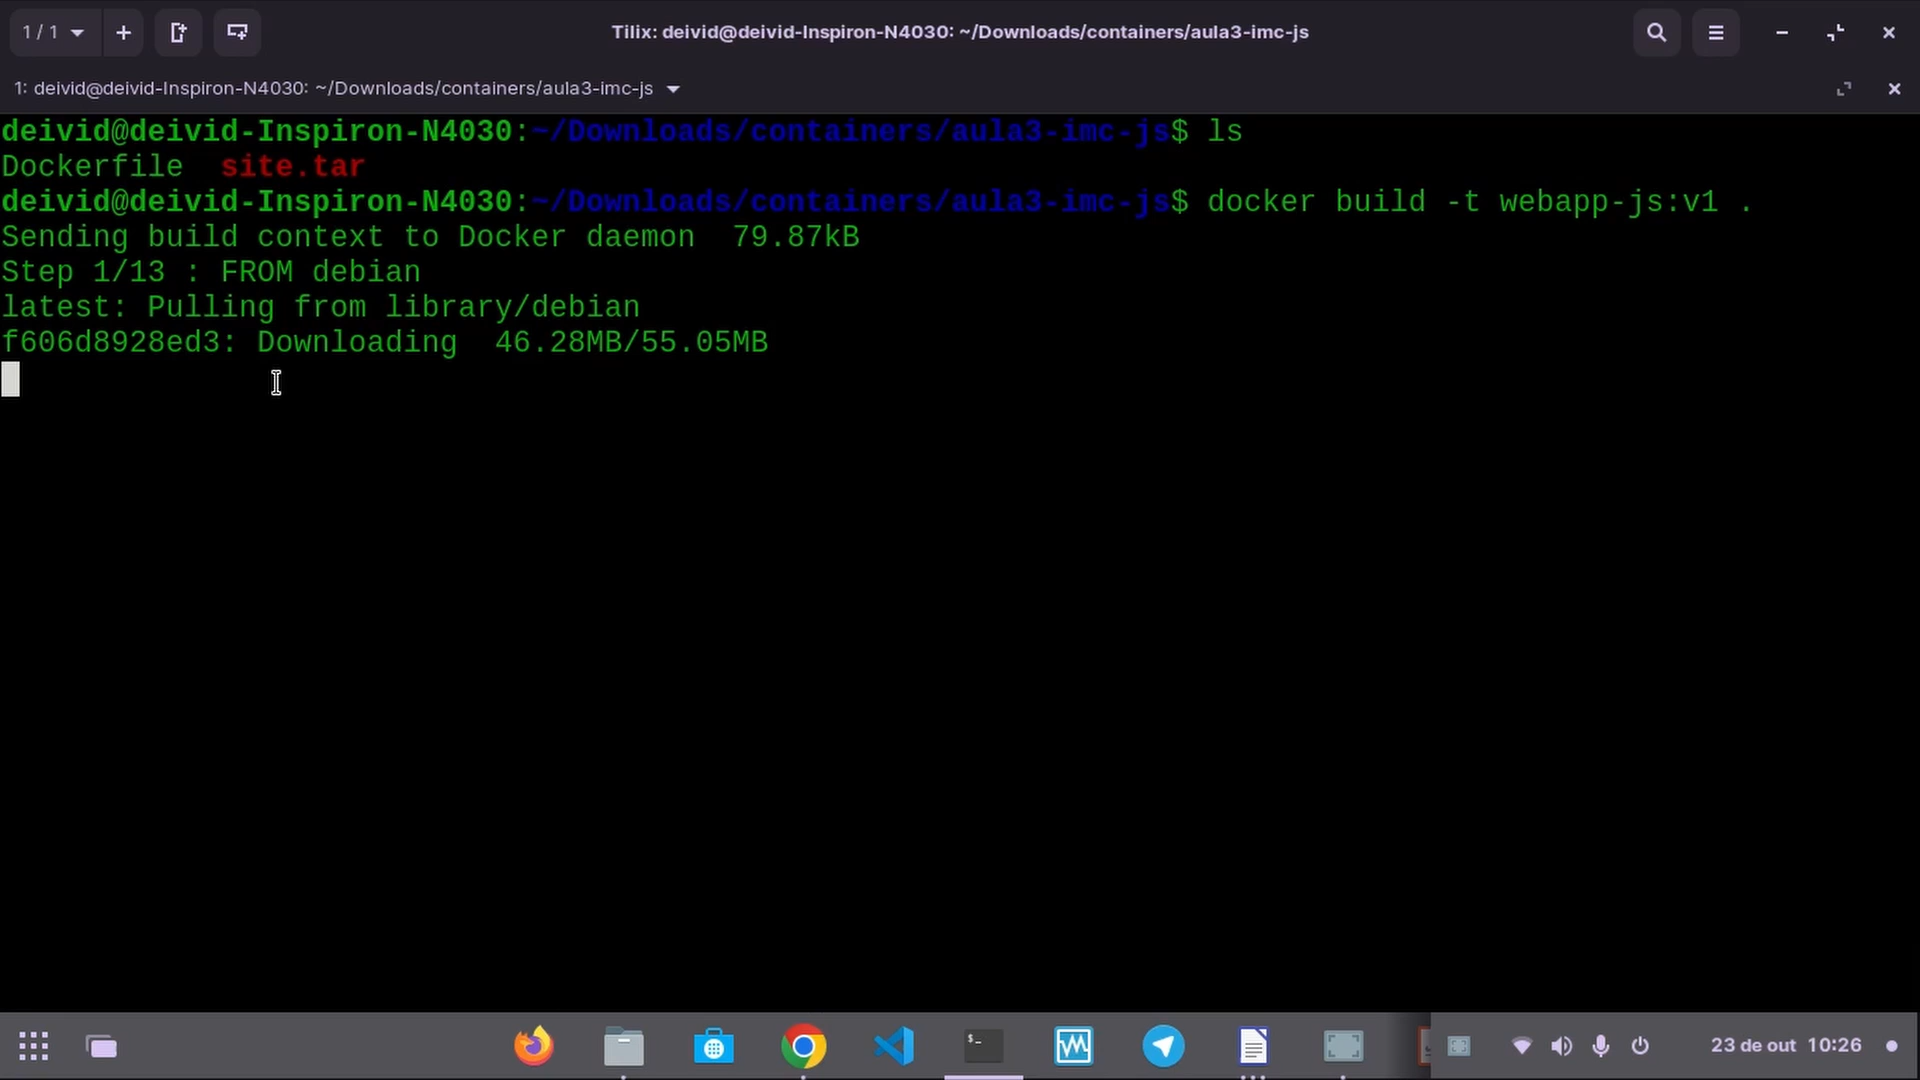 1 / 1
Tilix: deivid@deivid-Inspiron-N4030: ~/Downloads/containers/aula3-imc-js
1: deivid@deivid-Inspiron-N4030: ~/Downloads/containers/aula3-imc-js
deivid@deivid-Inspiron-N4030:~/Downloads/containers/aula3-imc-js$ ls
Dockerfile  site.tar
deivid@deivid-Inspiron-N4030:~/Downloads/containers/aula3-imc-js$ docker build -t webapp-js:v1 .
Sending build context to Docker daemon  79.87kB
Step 1/13 : FROM debian
latest: Pulling from library/debian
f606d8928ed3: Downloading  46.28MB/55.05MB
$_
23 de out  10:26